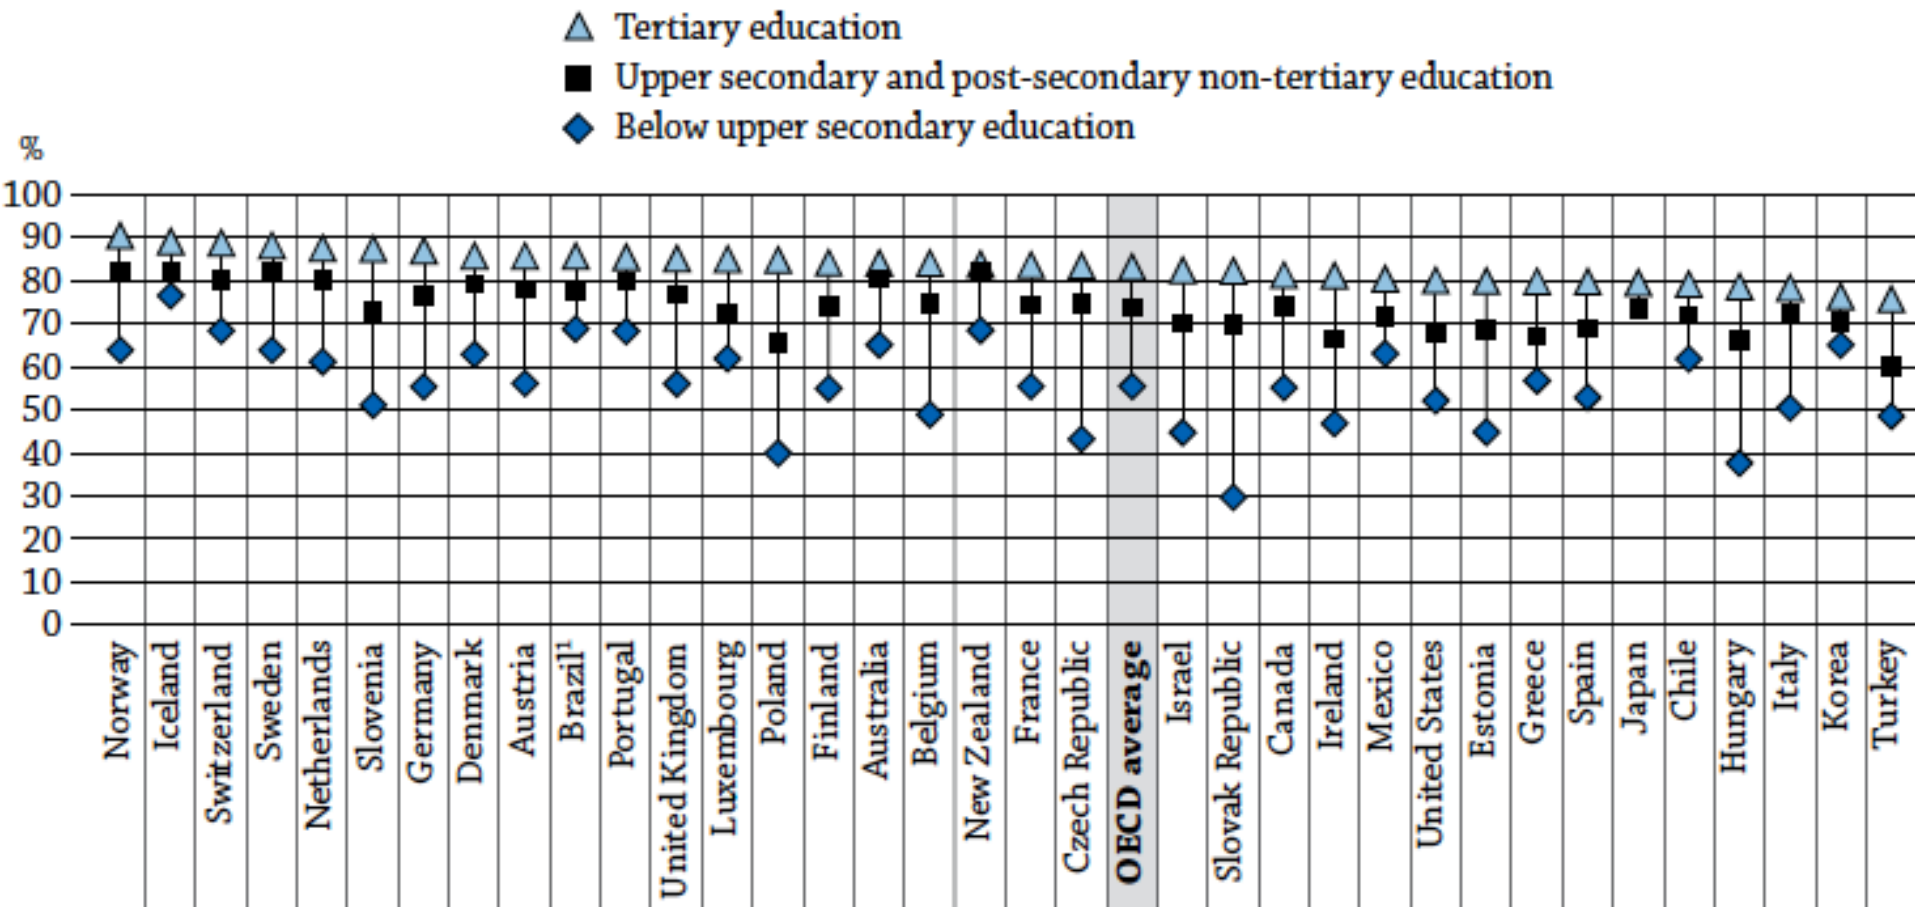 Tertiary education
Upper secondary and post-secondary non-tertiary education
Below upper secondary education
%
100
90
80
70
60
50
40
30
20
10
0
Norway
Iceland
Switzerland
Sweden
Netherlands
Slovenia
Germany
Denmark
Austria
Brazil¹
Portugal
United Kingdom
Luxembourg
Poland
Finland
Australia
Belgium
New Zealand
France
Czech Republic
OECD average
Israel
Slovak Republic
Canada
Ireland
Mexico
United States
Estonia
Greece
Spain
Japan
Chile
Hungary
Italy
Korea
Turkey